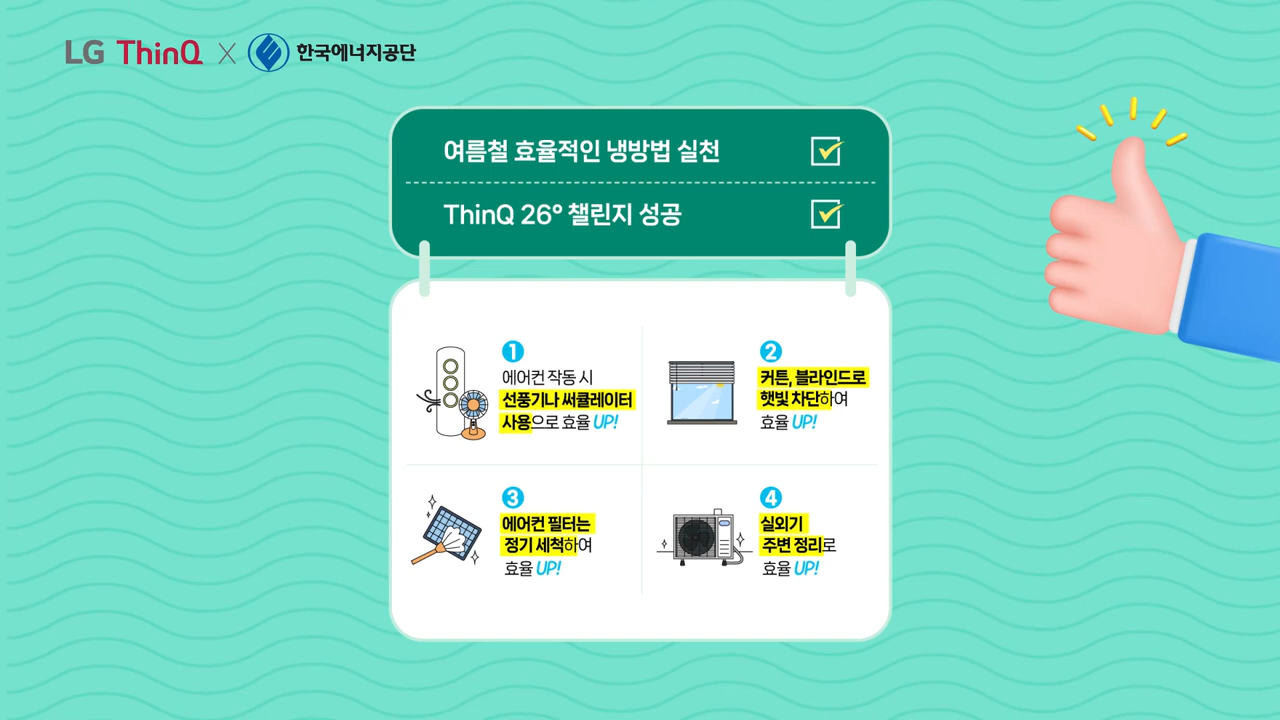 LG ThinQ X 한국에너지공단
여름철 효율적인 냉방법 실천
ThinQ 26° 챌린지 성공
1
에어컨 작동 시
선풍기나 써큘레이터
사용으로 효율 UP!
2
커튼, 블라인드로
햇빛 차단하여
효율 UP!
3
에어컨 필터는
정기 세척하여
효율 UP!
4
실외기
주변 정리로
효율 UP!